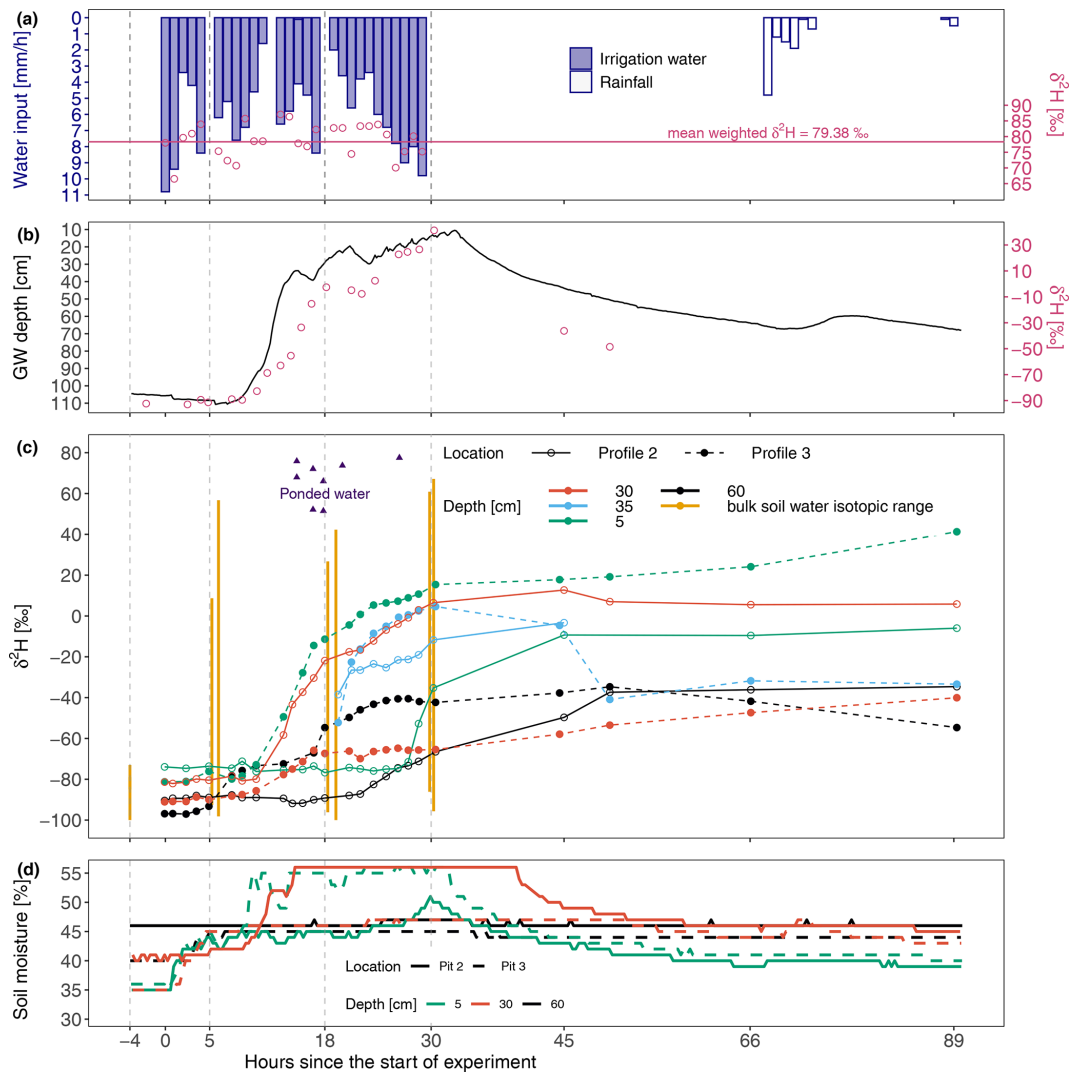 (a)
Water input [mm/h]
0
1
2
3
4
5
6
7
8
9
10
11
Irrigation water
Rainfall
mean weighted δ²H = 79.38 ‰
90
85
80
75
70
65
δ²H [‰]
(b)
GW depth [cm]
10
20
30
40
50
60
70
80
90
100
110
30
10
−10
−30
−50
−70
−90
δ²H [‰]
(c)
δ²H [‰]
80
60
40
20
0
−20
−40
−60
−80
−100
Ponded water
Location Profile 2 Profile 3
Depth [cm]
30 60
35 bulk soil water isotopic range
5
(d)
Soil moisture [%]
55
50
45
40
35
30
Location Pit 2 Pit 3
Depth [cm] 5 30 60
−4 0 5 18 30 45 66 89
Hours since the start of experiment